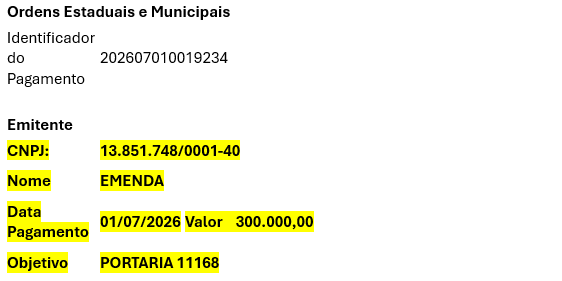 Ordens Estaduais e Municipais
Identificador
do 202607010019234
Pagamento
Emitente
CNPJ: 13.851.748/0001-40
Nome EMENDA
Data
Pagamento 01/07/2026 Valor 300.000,00
Objetivo PORTARIA 11168